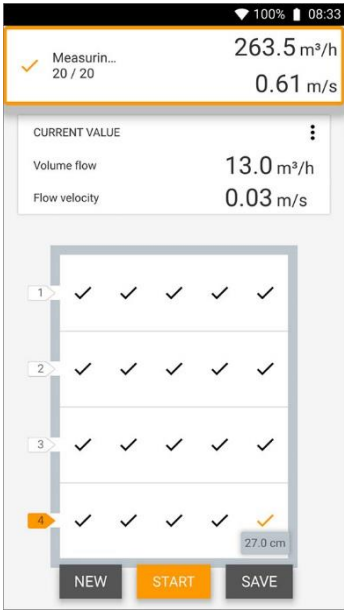 100% 08:33
Measurin... 263.5 m³/h
20 / 20 0.61 m/s
CURRENT VALUE
Volume flow 13.0 m³/h
Flow velocity 0.03 m/s
1
2
3
4
27.0 cm
NEW START SAVE